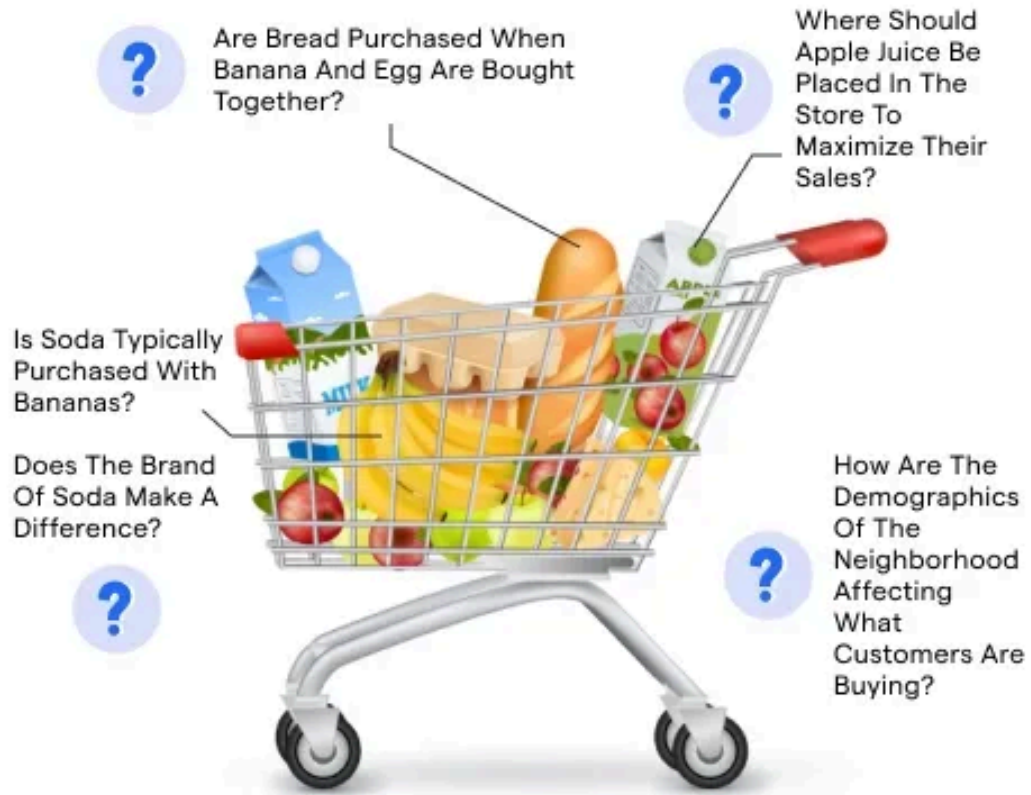 Are Bread Purchased When
Banana And Egg Are Bought
Together?
Where Should
Apple Juice Be
Placed In The
Store To
Maximize Their
Sales?
Is Soda Typically
Purchased With
Bananas?
Does The Brand
Of Soda Make A
Difference?
How Are The
Demographics
Of The
Neighborhood
Affecting
What
Customers Are
Buying?
?
?
?
?
MILK